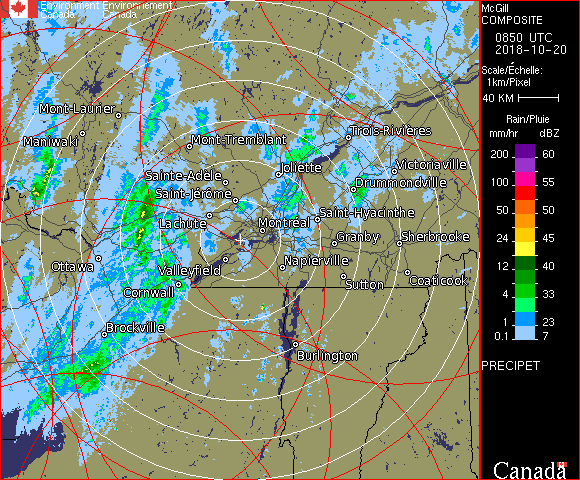 Environment Environnement
Canada Canada
McGill
COMPOSITE
0850 UTC
2018-10-20
Scale/Échelle:
1km/Pixel
40 KM
Rain/Pluie
mm/hr dBZ
200 60
100 55
50 50
24 45
12 40
4 33
1 23
0.1 7
PRECIPET
Canada
Mont-Laurier
Maniwaki
Mont-Tremblant
Trois-Rivières
Joliette
Victoriaville
Sainte-Adèle
Drummondville
Saint-Jérôme
Saint-Hyacinthe
Lachute
Montréal
Granby
Sherbrooke
Ottawa
Valleyfield
Napierville
Cornwall
Sutton
Coaticook
Brockville
Burlington